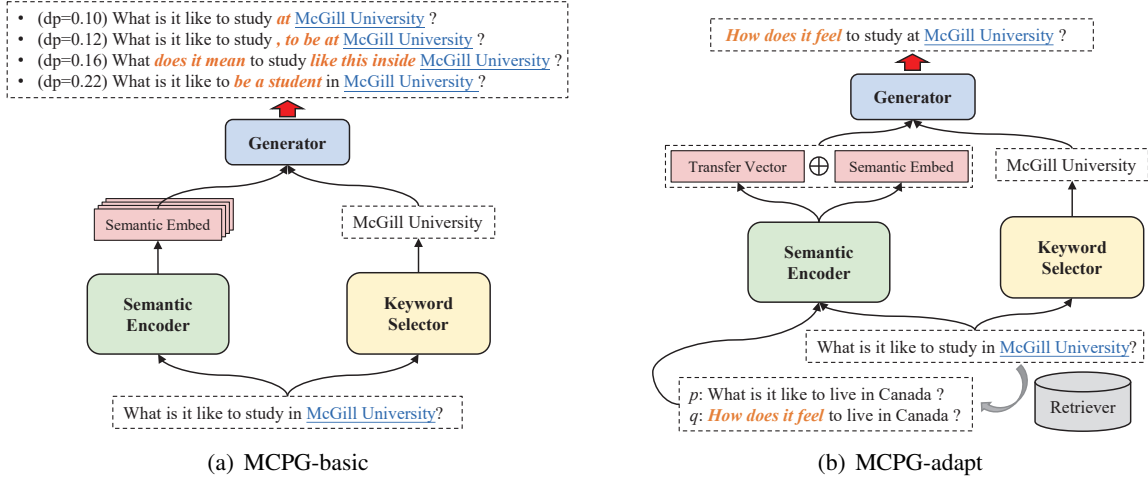 • (dp=0.10) What is it like to study at McGill University ?
• (dp=0.12) What is it like to study , to be at McGill University ?
• (dp=0.16) What does it mean to study like this inside McGill University ?
• (dp=0.22) What is it like to be a student in McGill University ?
Generator
Semantic Embed
McGill University
Semantic
Encoder
Keyword
Selector
What is it like to study in McGill University?
(a) MCPG-basic
How does it feel to study at McGill University ?
Generator
Transfer Vector ⊕ Semantic Embed
McGill University
Semantic
Encoder
Keyword
Selector
What is it like to study in McGill University?
p: What is it like to live in Canada ?
q: How does it feel to live in Canada ?
Retriever
(b) MCPG-adapt